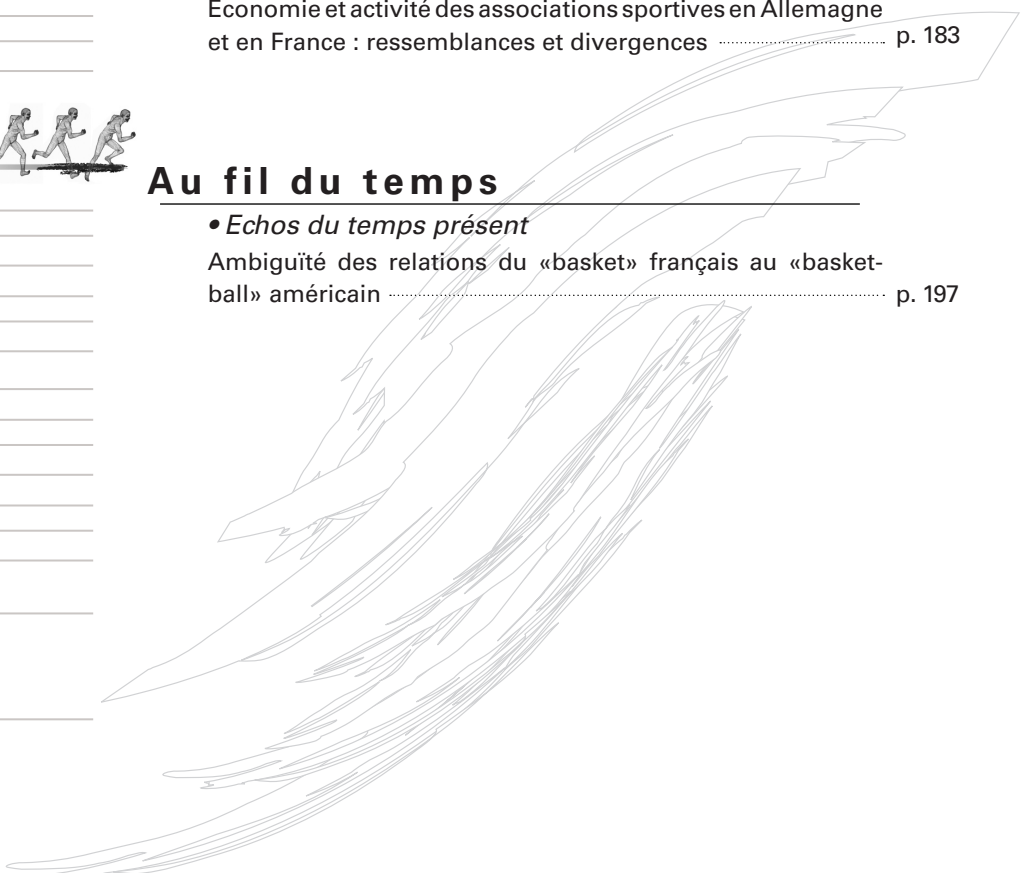 Economie et activité des associations sportives en Allemagne
et en France : ressemblances et divergences p. 183
Au fil du temps
• Echos du temps présent
Ambiguïté des relations du «basket» français au «basket-
ball» américain p. 197